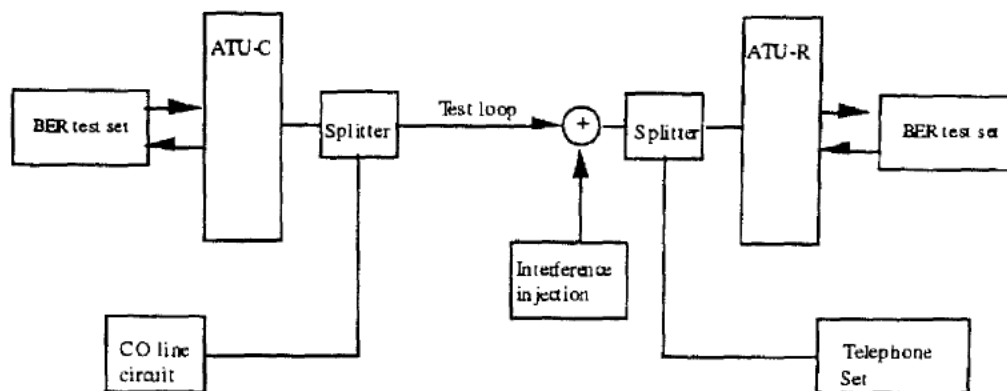 ATU-C
ATU-R
BER test set
Splitter
Test loop
+
Splitter
BER test set
Interference
injection
CO line
circuit
Telephone
Set